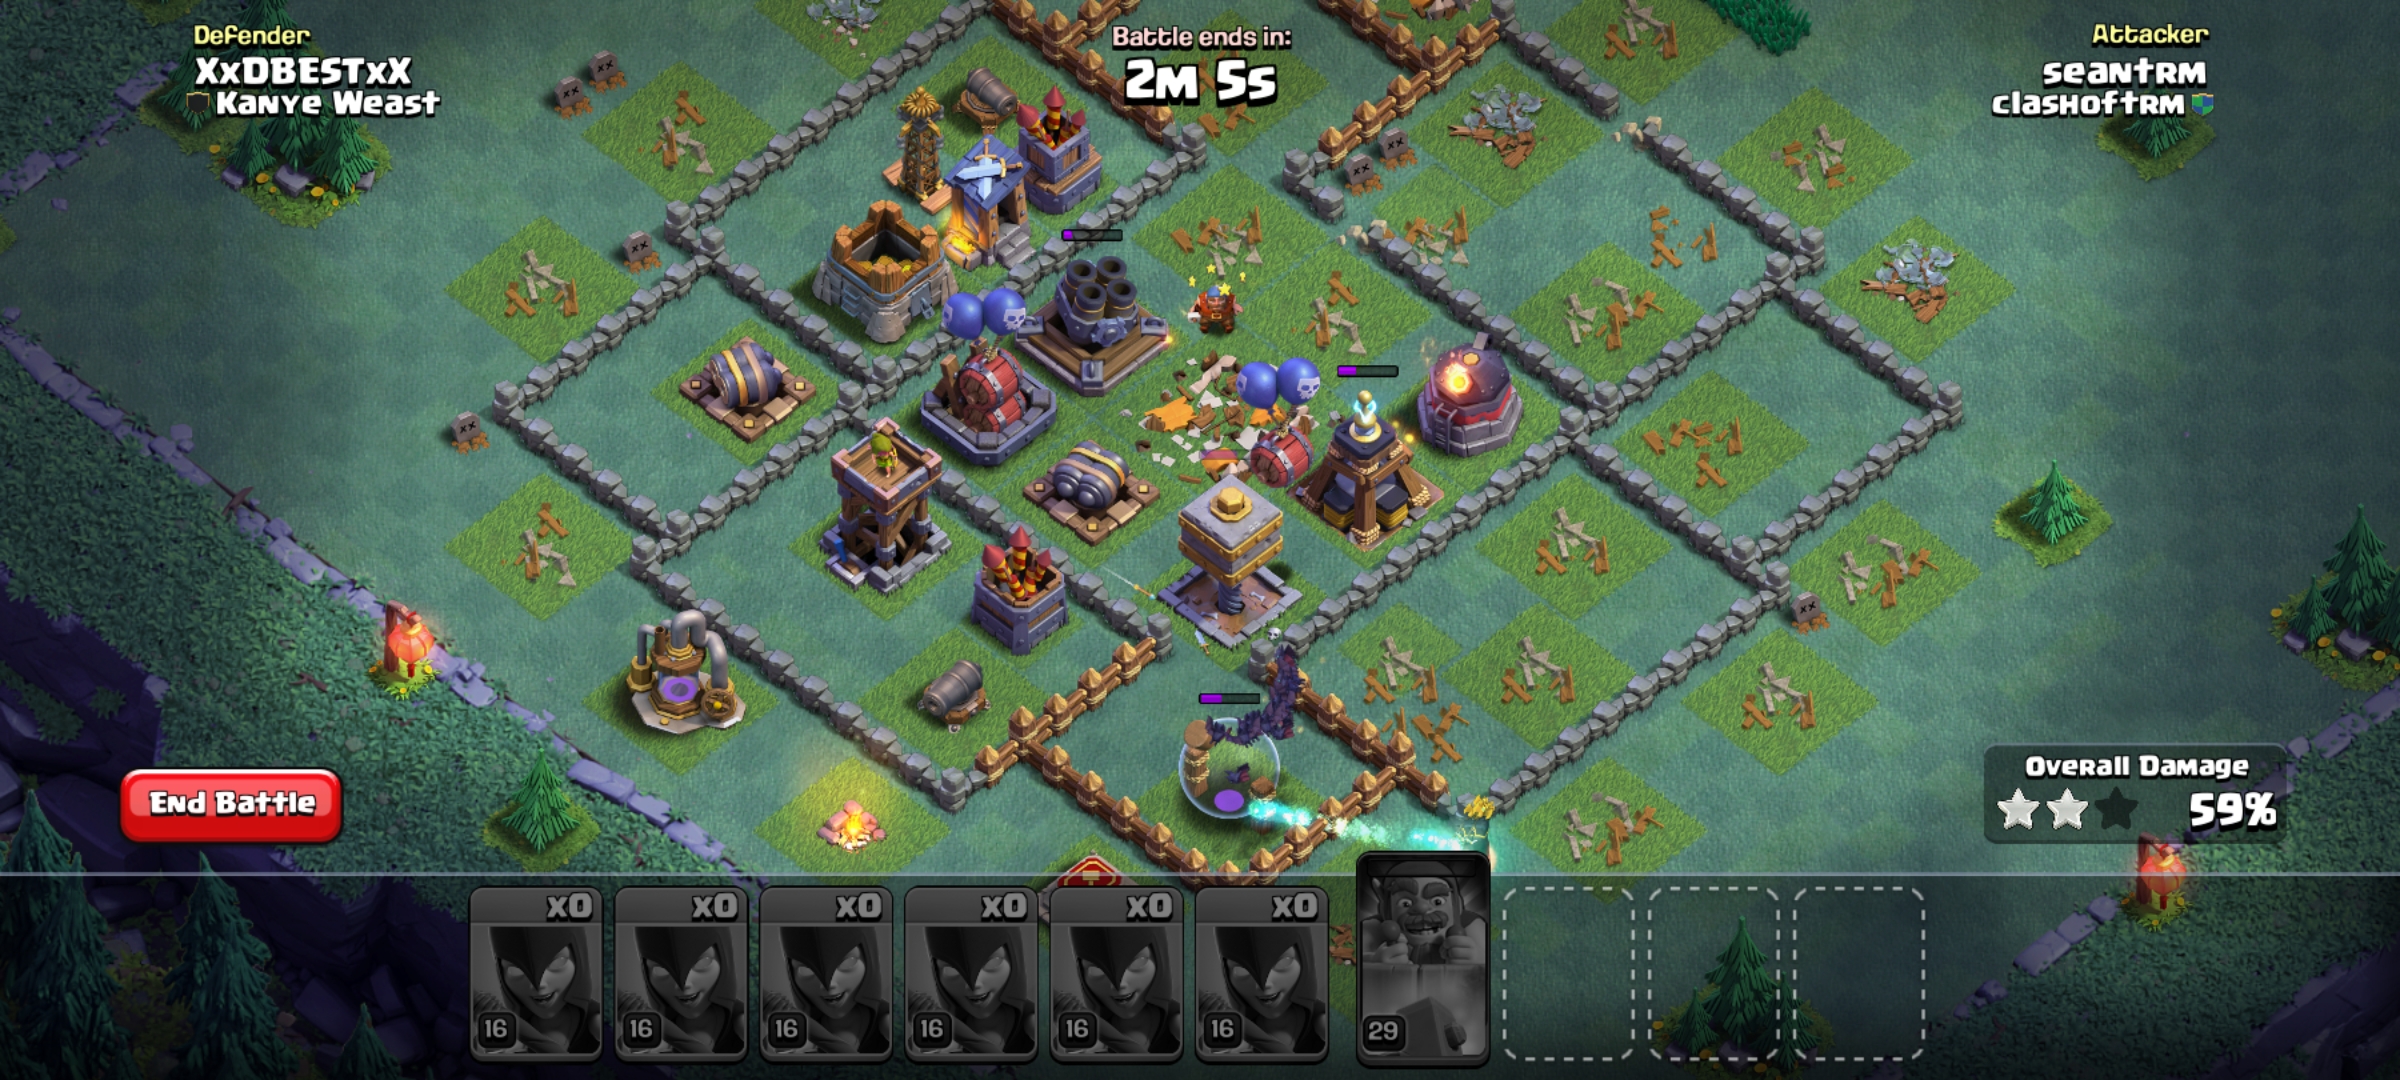 Defender
XxDBESTxX
Kanye Weast
Battle ends in:
2M 5s
Attacker
seantRM
clashoftRM
End Battle
Overall Damage
59%
x0
x0
x0
x0
x0
x0
16
16
16
16
16
16
29